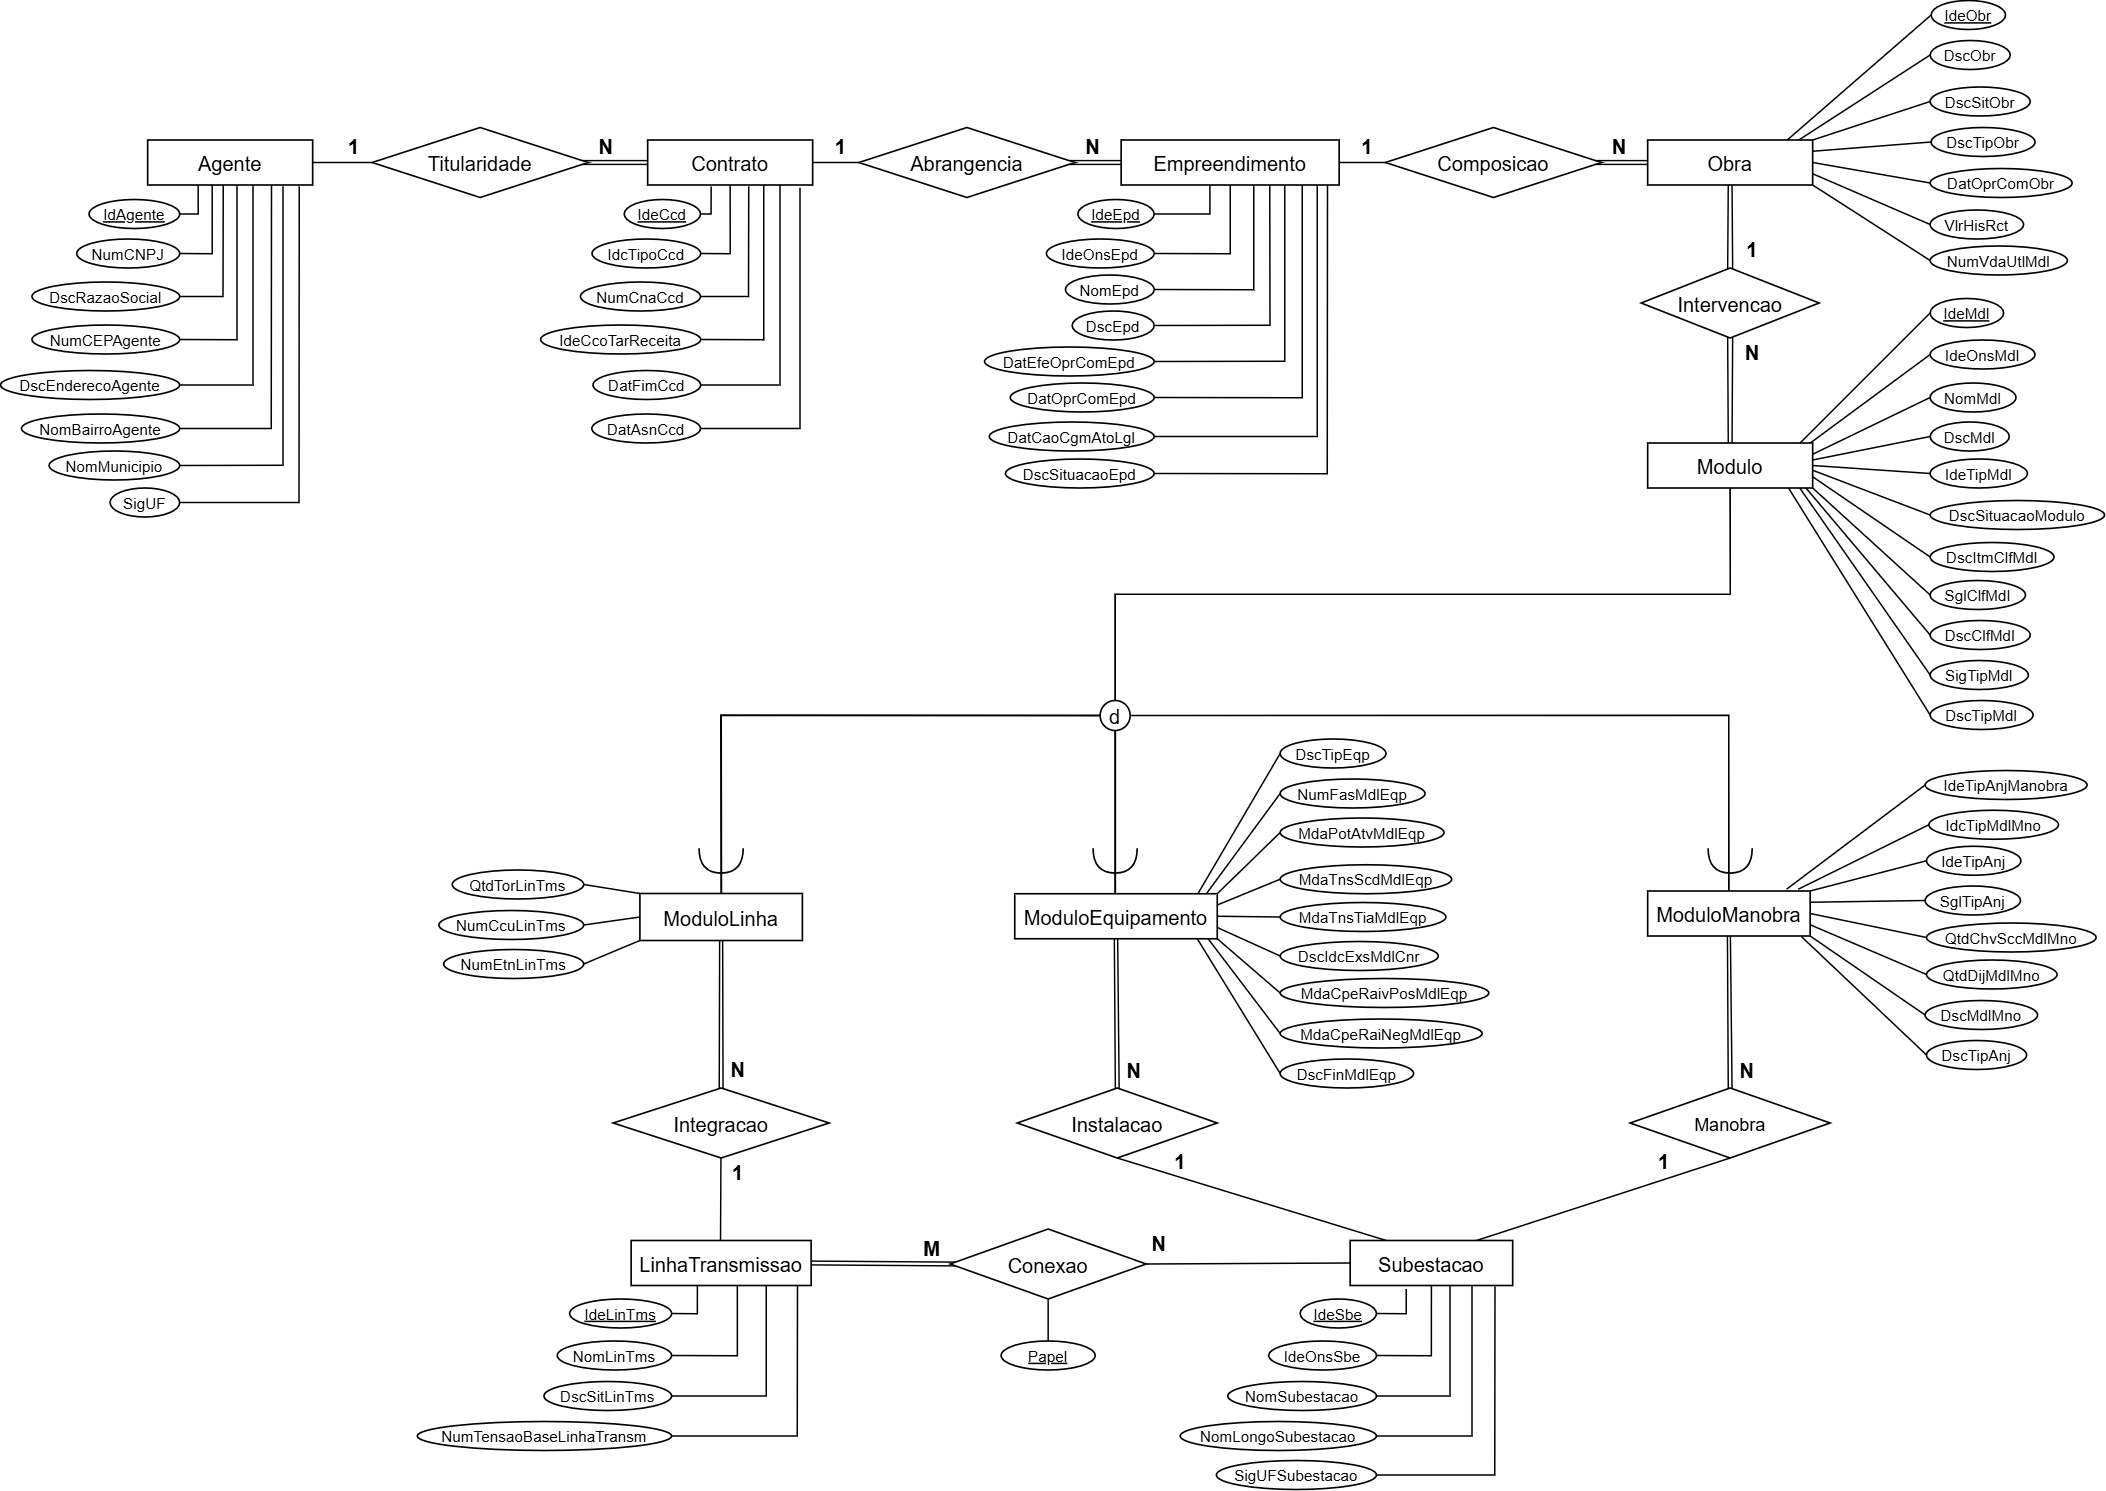 IdeObr
DscObr
DscSitObr
DscTipObr
DatOprComObr
VlrHisRct
NumVdaUtlMdl
Agente
1
Titularidade
N
Contrato
1
Abrangencia
N
Empreendimento
1
Composicao
N
Obra
IdAgente
NumCNPJ
DscRazaoSocial
NumCEPAgente
DscEnderecoAgente
NomBairroAgente
NomMunicipio
SigUF
IdeCcd
IdcTipoCcd
NumCnaCcd
IdeCcoTarReceita
DatFimCcd
DatAsnCcd
IdeEpd
IdeOnsEpd
NomEpd
DscEpd
DatEfeOprComEpd
DatOprComEpd
DatCaoCgmAtoLgl
DscSituacaoEpd
1
Intervencao
N
Modulo
IdeMdl
IdeOnsMdl
NomMdl
DscMdl
IdeTipMdl
DscSituacaoModulo
DscItmClfMdl
SglClfMdl
DscClfMdl
SigTipMdl
DscTipMdl
d
QtdTorLinTms
NumCcuLinTms
NumEtnLinTms
ModuloLinha
ModuloEquipamento
DscTipEqp
NumFasMdlEqp
MdaPotAtvMdlEqp
MdaTnsScdMdlEqp
MdaTnsTiaMdlEqp
DscIdcExsMdlCnr
MdaCpeRaivPosMdlEqp
MdaCpeRaiNegMdlEqp
DscFinMdlEqp
ModuloManobra
IdeTipAnjManobra
IdcTipMdlMno
IdeTipAnj
SglTipAnj
QtdChvSccMdlMno
QtdDijMdlMno
DscMdlMno
DscTipAnj
N
Integracao
1
N
Instalacao
1
N
Manobra
1
LinhaTransmissao
M
Conexao
N
Subestacao
IdeLinTms
NomLinTms
DscSitLinTms
NumTensaoBaseLinhaTransm
Papel
IdeSbe
IdeOnsSbe
NomSubestacao
NomLongoSubestacao
SigUFSubestacao